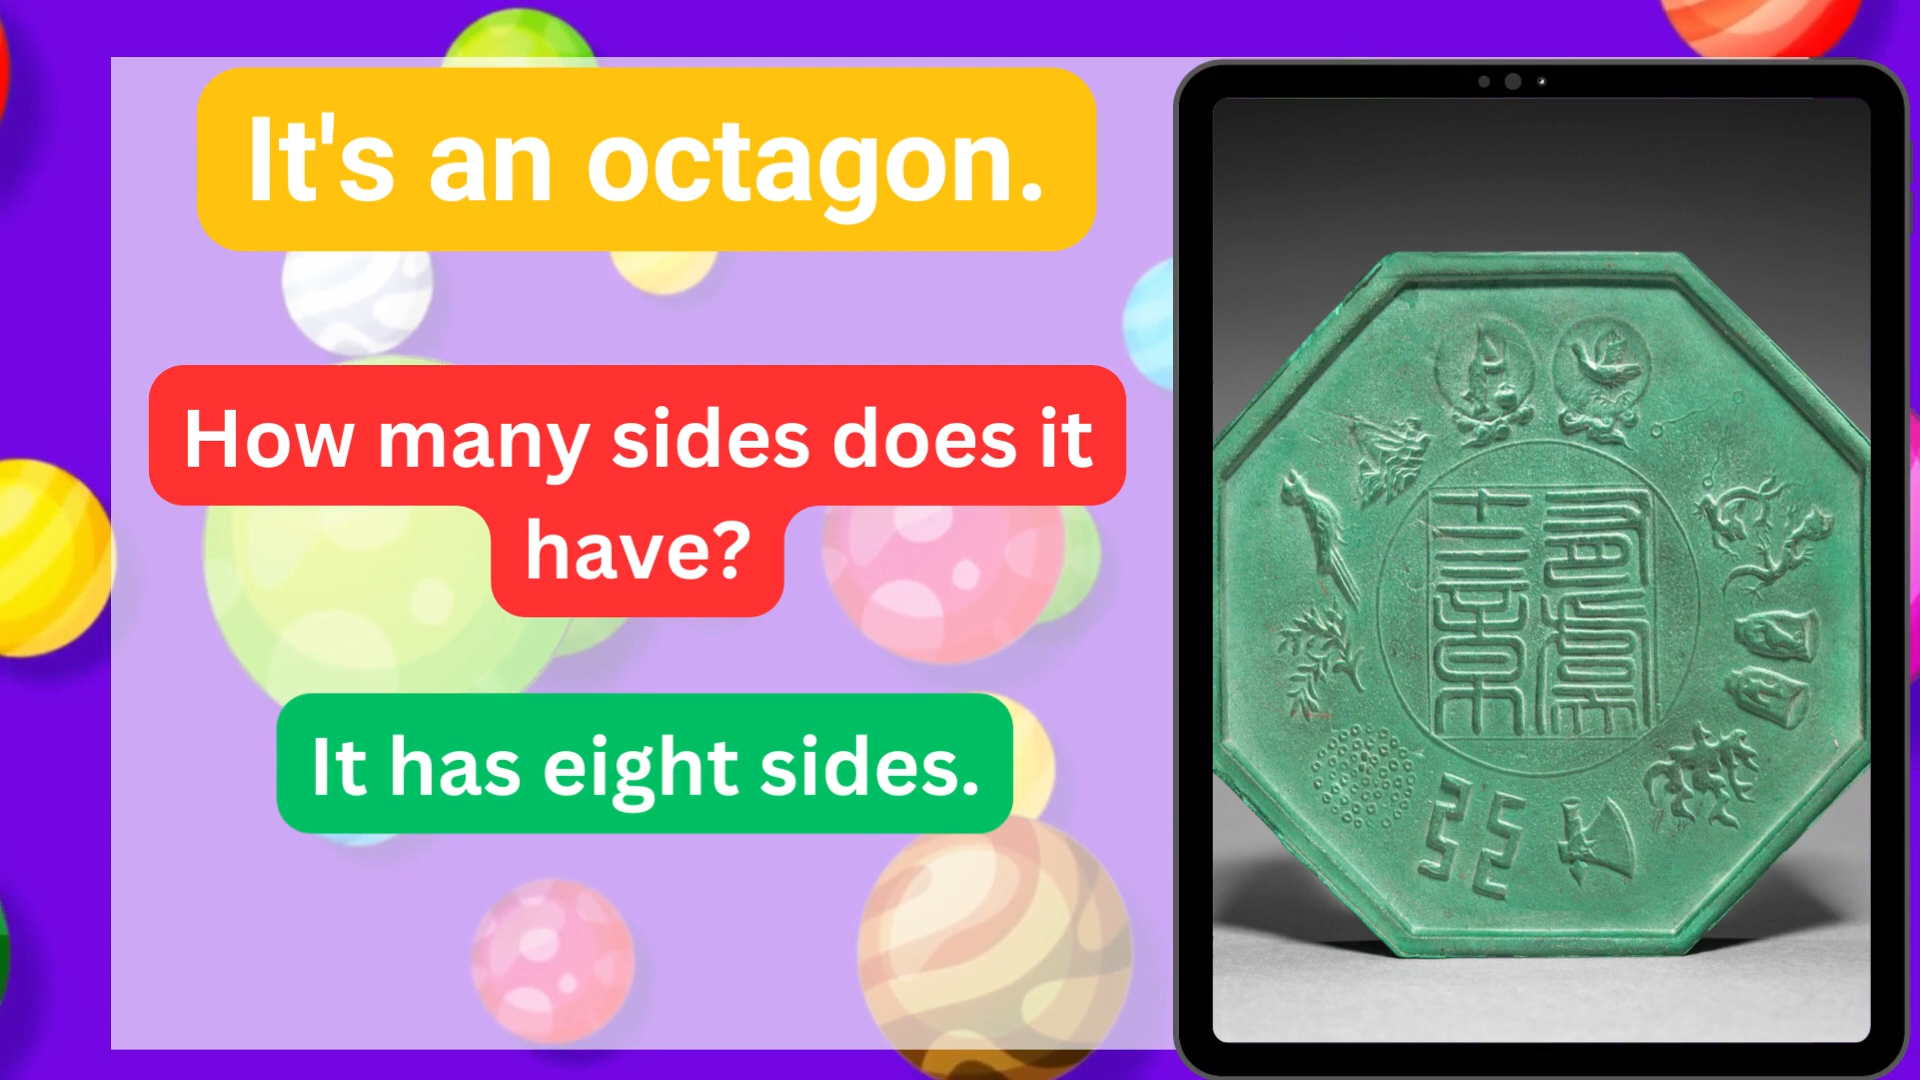 It's an octagon.
How many sides does it
have?
It has eight sides.